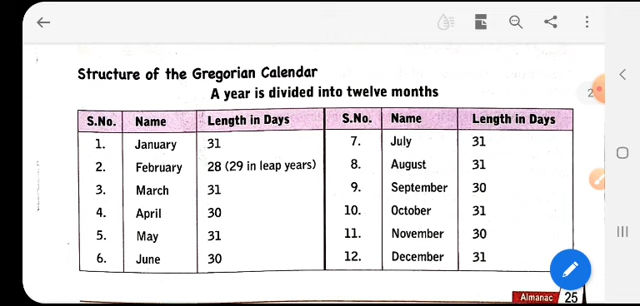 Structure of the Gregorian Calendar
A year is divided into twelve months
S.No. Name Length in Days S.No. Name Length in Days
1. January 31 7. July 31
2. February 28 (29 in leap years) 8. August 31
3. March 31 9. September 30
4. April 30 10. October 31
5. May 31 11. November 30
6. June 30 12. December 31
Almanac 25